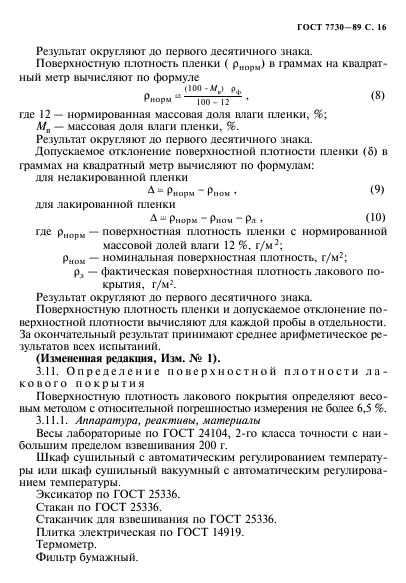 ГОСТ 7730—89 С. 16
Результат округляют до первого десятичного знака.
Поверхностную плотность пленки ( ρнорм) в граммах на квадрат-
ный метр вычисляют по формуле
ρнорм = (100 - Мв) ρф / 100 − 12 , (8)
где 12 — нормированная массовая доля влаги пленки, %;
Мв — массовая доля влаги пленки, %.
Результат округляют до первого десятичного знака.
Допускаемое отклонение поверхностной плотности пленки (δ) в
граммах на квадратный метр вычисляют по формулам:
для нелакированной пленки
Δ = ρнорм − ρном , (9)
для лакированной пленки
Δ = ρнорм − ρном − ρл , (10)
где ρнорм — поверхностная плотность пленки с нормированной
массовой долей влаги 12 %, г/м²;
ρном — номинальная поверхностная плотность, г/м²;
ρл — фактическая поверхностная плотность лакового по-
крытия, г/м².
Результат округляют до первого десятичного знака.
Поверхностную плотность пленки и допускаемое отклонение по-
верхностной плотности вычисляют для каждой пробы в отдельности.
За окончательный результат принимают среднее арифметическое ре-
зультатов всех испытаний.
(Измененная редакция, Изм. № 1).
3.11. Определение поверхностной плотности ла-
кового покрытия
Поверхностную плотность лакового покрытия определяют весо-
вым методом с относительной погрешностью измерения не более 6,5 %.
3.11.1. Аппаратура, реактивы, материалы
Весы лабораторные по ГОСТ 24104, 2-го класса точности с наи-
большим пределом взвешивания 200 г.
Шкаф сушильный с автоматическим регулированием температу-
ры или шкаф сушильный вакуумный с автоматическим регулирова-
нием температуры.
Эксикатор по ГОСТ 25336.
Стакан по ГОСТ 25336.
Стаканчик для взвешивания по ГОСТ 25336.
Плитка электрическая по ГОСТ 14919.
Термометр.
Фильтр бумажный.